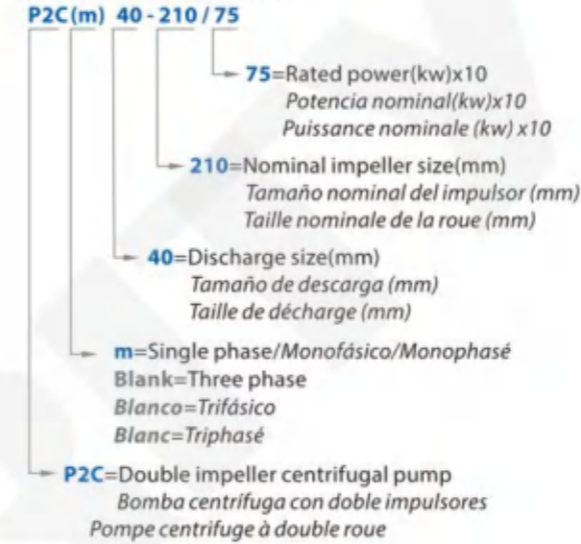 P2C(m) 40-210/75
75=Rated power(kw)x10
Potencia nominal(kw)x10
Puissance nominale (kw) x10
210=Nominal impeller size(mm)
Tamaño nominal del impulsor (mm)
Taille nominale de la roue (mm)
40=Discharge size(mm)
Tamaño de descarga (mm)
Taille de décharge (mm)
m=Single phase/Monofásico/Monophasé
Blank=Three phase
Blanco=Trifásico
Blanc=Triphasé
P2C=Double impeller centrifugal pump
Bomba centrífuga con doble impulsores
Pompe centrifuge à double roue